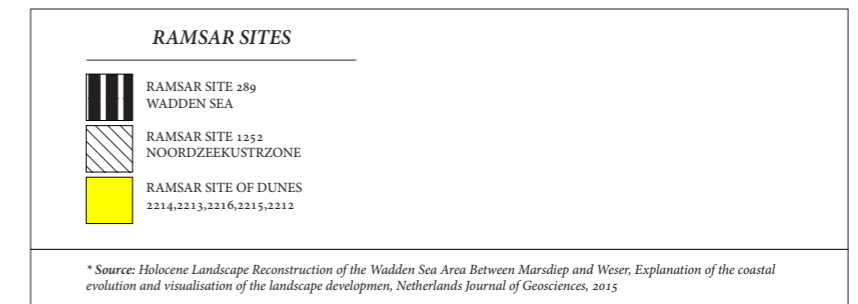 RAMSAR SITES
RAMSAR SITE 289
WADDEN SEA
RAMSAR SITE 1252
NOORDZEEKUSTRZONE
RAMSAR SITE OF DUNES
2214,2213,2216,2215,2212
* Source: Holocene Landscape Reconstruction of the Wadden Sea Area Between Marsdiep and Weser, Explanation of the coastal
evolution and visualisation of the landscape developmen, Netherlands Journal of Geosciences, 2015